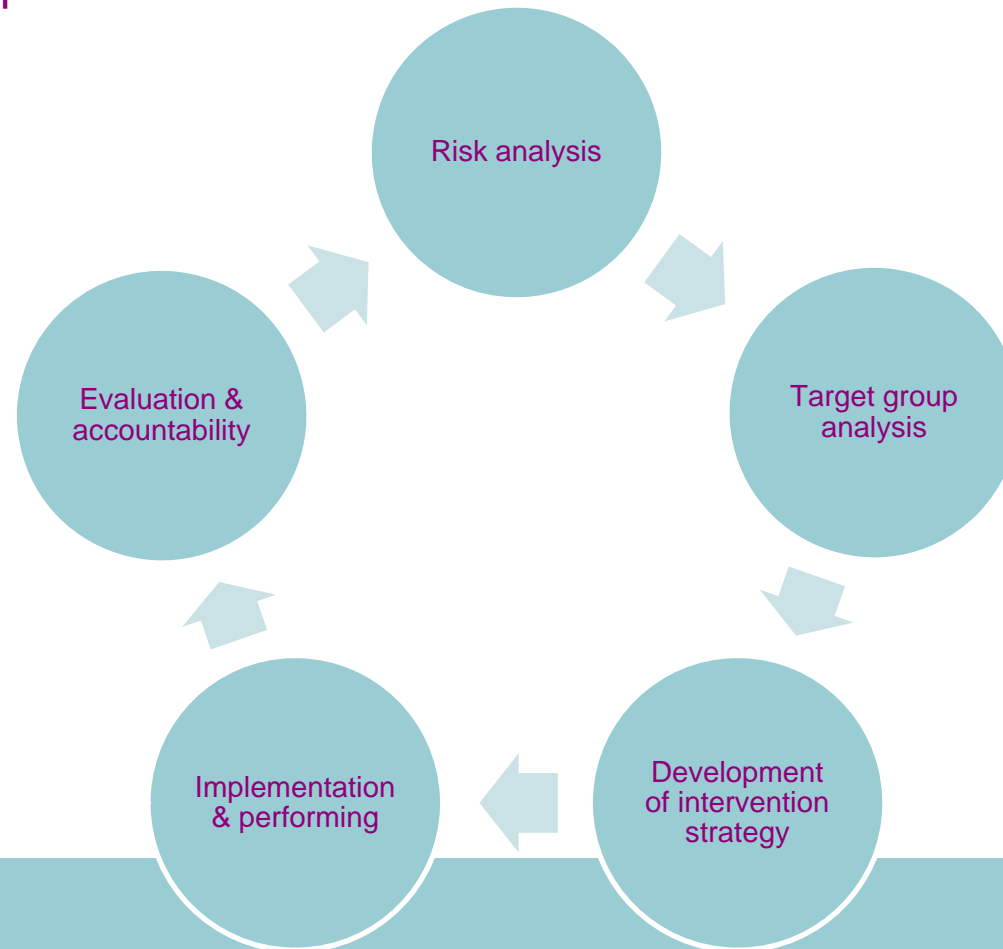 Risk analysis
Target group
analysis
Development
of intervention
strategy
Implementation
& performing
Evaluation &
accountability